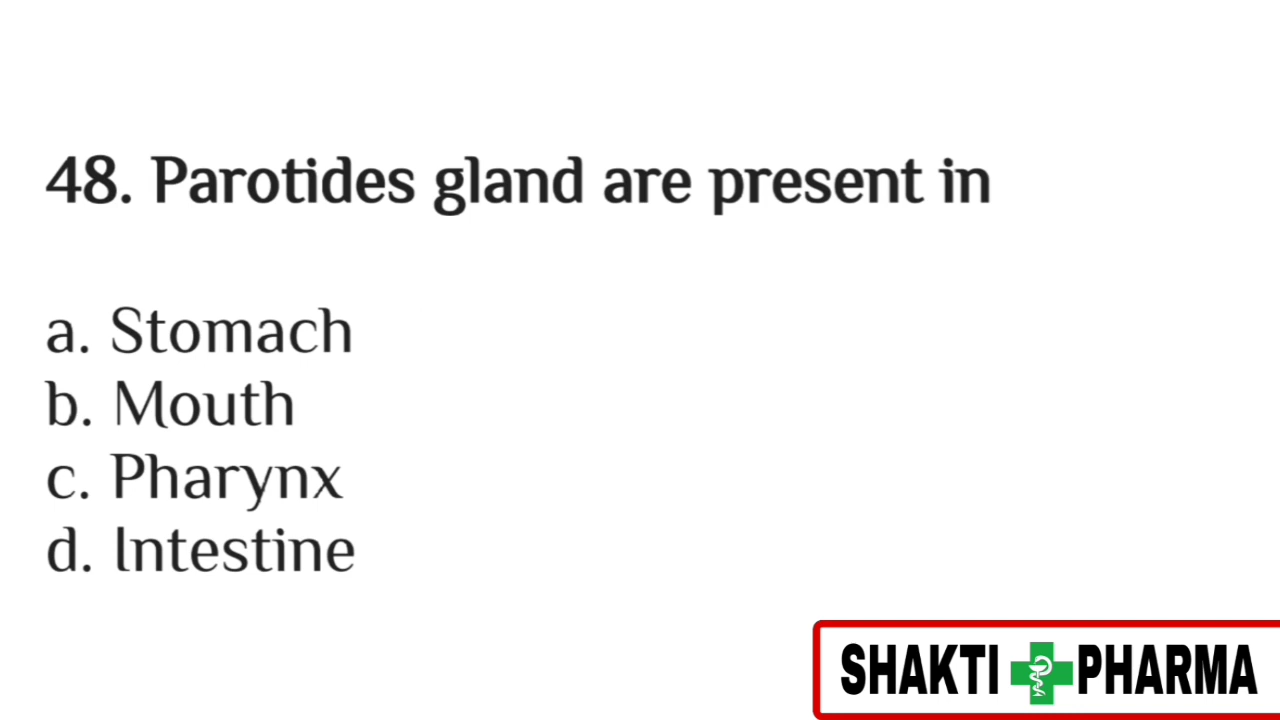 48. Parotides gland are present in
a. Stomach
b. Mouth
c. Pharynx
d. Intestine
SHAKTI PHARMA